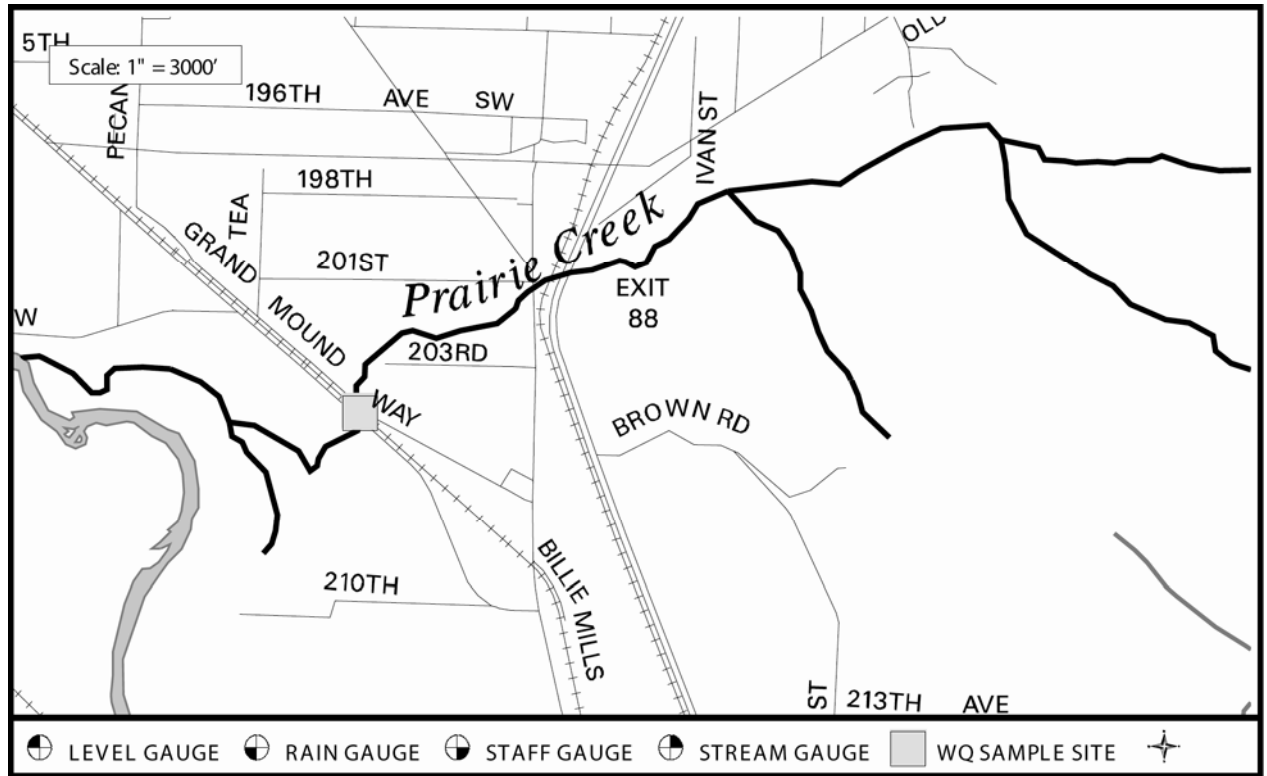 OLD
5TH
Scale: 1" = 3000'
196TH AVE SW
PECAN
IVAN ST
198TH
TEA
GRAND MOUND WAY
201ST
Prairie Creek
EXIT
88
W
203RD
BROWN RD
BILLIE MILLS
210TH
ST
213TH AVE
LEVEL GAUGE RAIN GAUGE STAFF GAUGE STREAM GAUGE WQ SAMPLE SITE